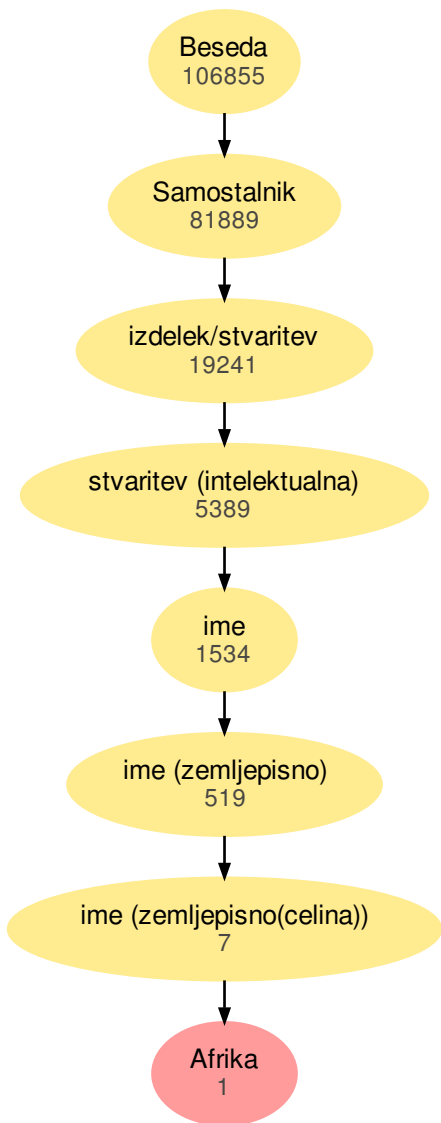 Beseda
106855
Samostalnik
81889
izdelek/stvaritev
19241
stvaritev (intelektualna)
5389
ime
1534
ime (zemljepisno)
519
ime (zemljepisno(celina))
7
Afrika
1